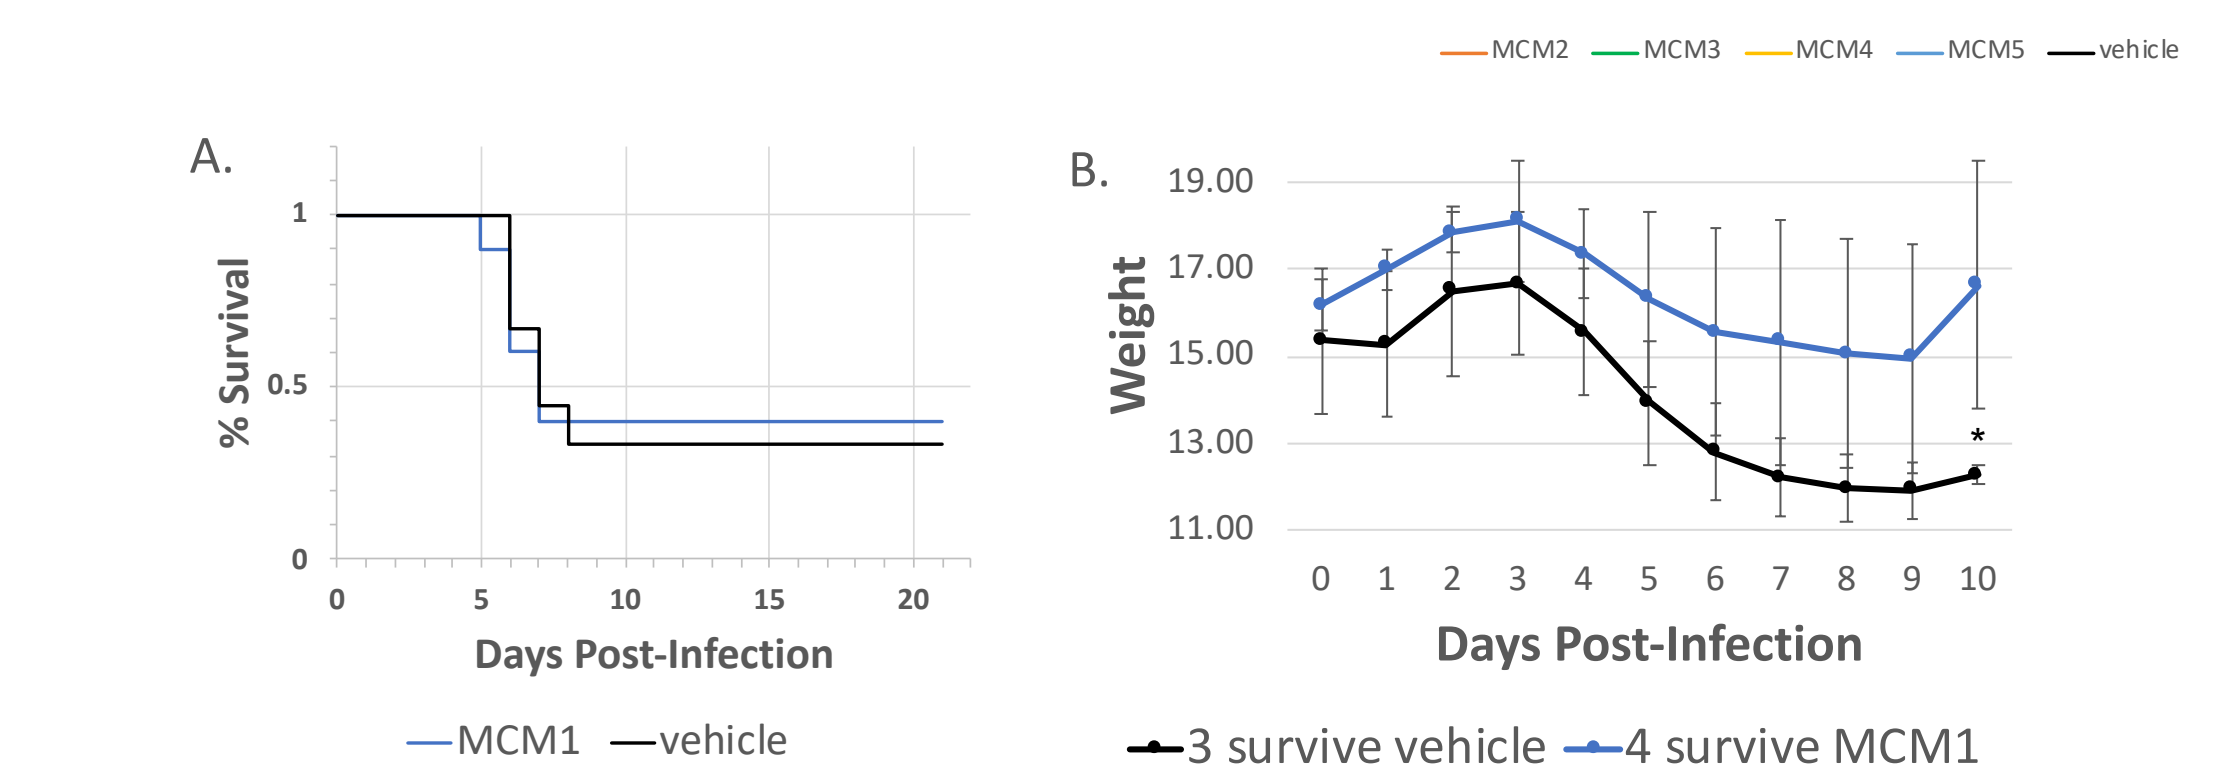 MCM2 MCM3 MCM4 MCM5 vehicle
A.
% Survival
1
0.5
0
0 5 10 15 20
Days Post-Infection
MCM1 vehicle
B.
Weight
19.00
17.00
15.00
13.00
11.00
*
0 1 2 3 4 5 6 7 8 9 10
Days Post-Infection
3 survive vehicle 4 survive MCM1